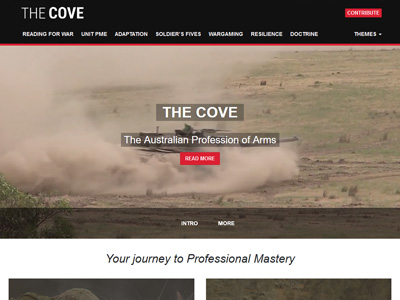 THE COVE
CONTRIBUTE
READING FOR WAR UNIT PME ADAPTATION SOLDIER'S FIVES WARGAMING RESILIENCE DOCTRINE THEMES
THE COVE
The Australian Profession of Arms
READ MORE
INTRO MORE
Your journey to Professional Mastery